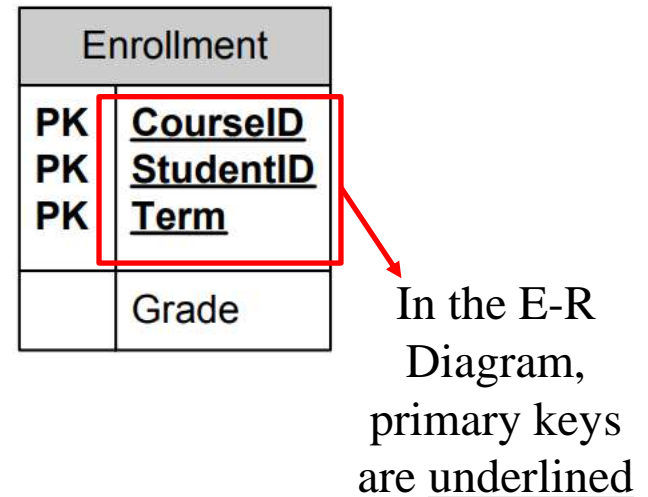 Enrollment
PK CourseID
PK StudentID
PK Term
Grade
In the E-R
Diagram,
primary keys
are underlined